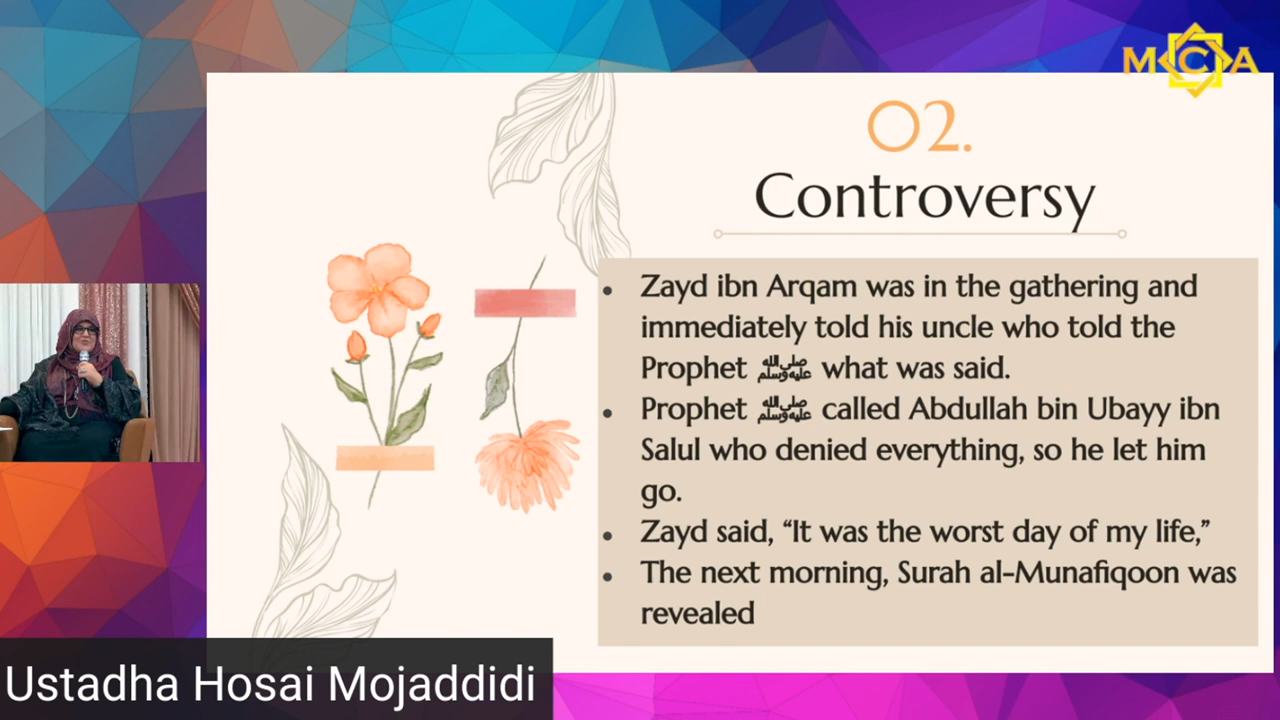 MCA
02.
Controversy
• Zayd ibn Arqam was in the gathering and
immediately told his uncle who told the
Prophet ﷺ what was said.
• Prophet ﷺ called Abdullah bin Ubayy ibn
Salul who denied everything, so he let him
go.
• Zayd said, “It was the worst day of my life,”
• The next morning, Surah al-Munafiqoon was
revealed
Ustadha Hosai Mojaddidi